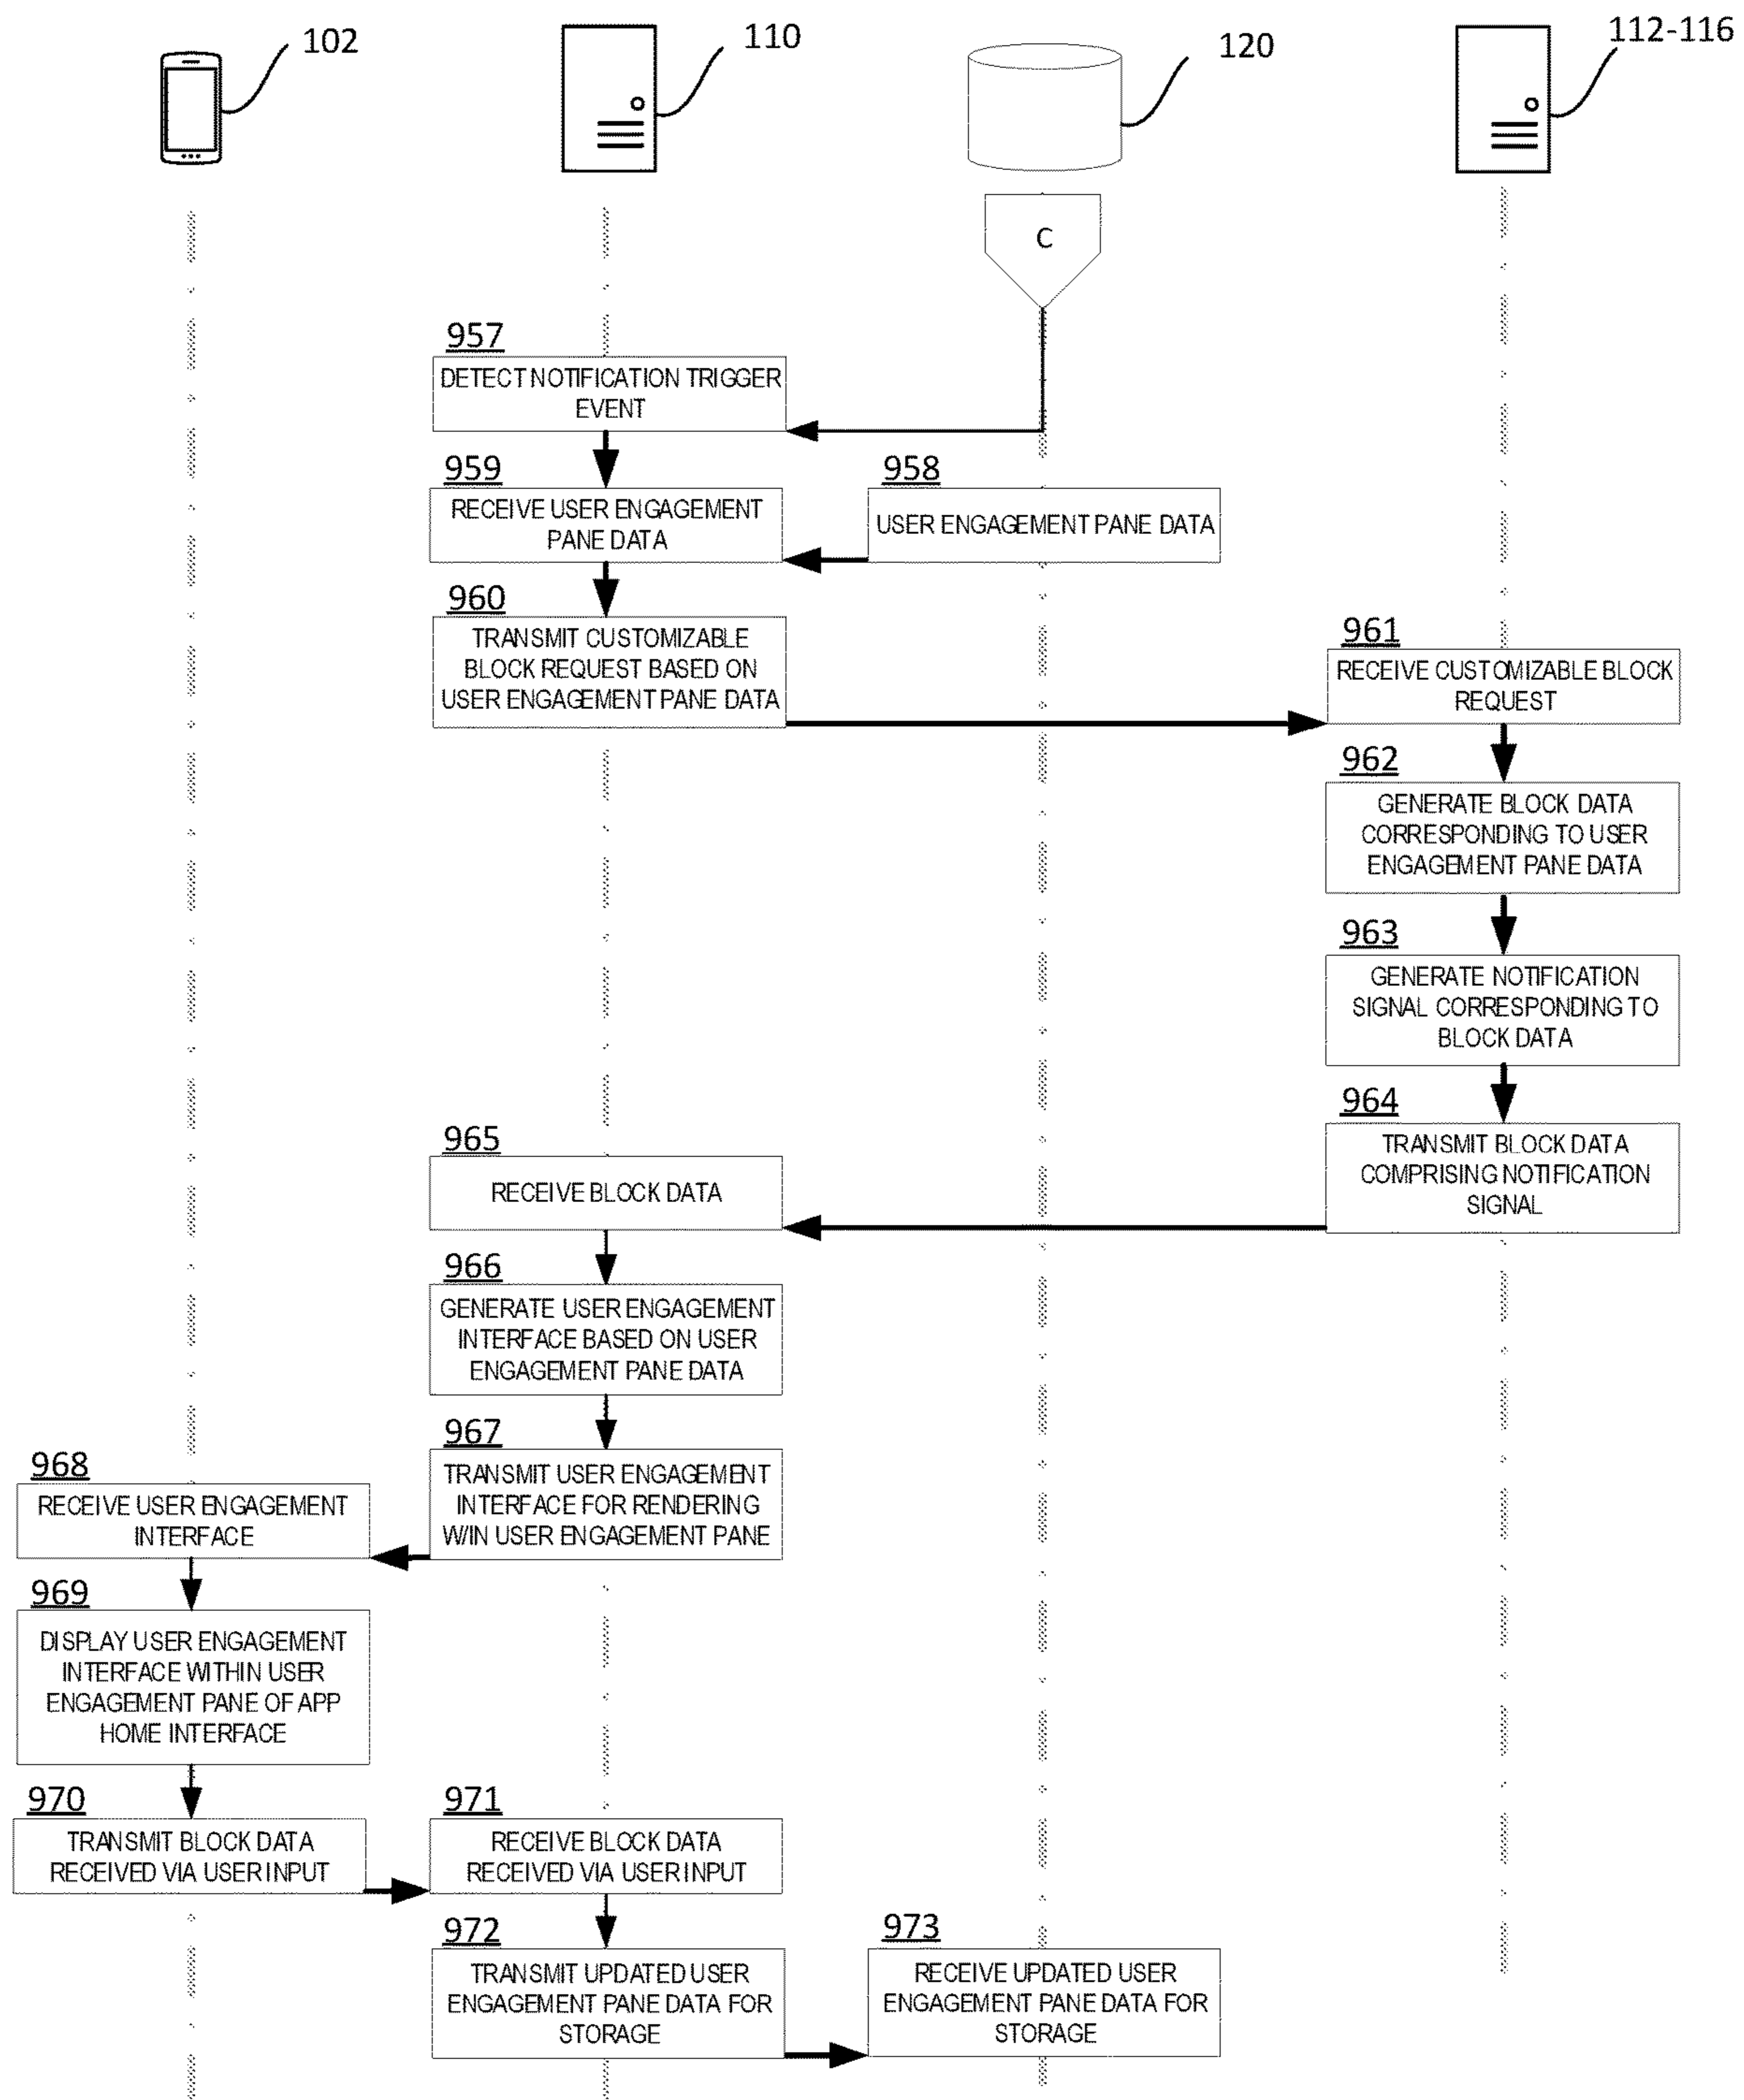 102
110
120
112-116
C
957
DETECT NOTIFICATION TRIGGER
EVENT
959
RECEIVE USER ENGAGEMENT
PANE DATA
958
USER ENGAGEMENT PANE DATA
960
TRANSMIT CUSTOMIZABLE
BLOCK REQUEST BASED ON
USER ENGAGEMENT PANE DATA
961
RECEIVE CUSTOMIZABLE BLOCK
REQUEST
962
GENERATE BLOCK DATA
CORRESPONDING TO USER
ENGAGEMENT PANE DATA
963
GENERATE NOTIFICATION
SIGNAL CORRESPONDING TO
BLOCK DATA
964
TRANSMIT BLOCK DATA
COMPRISING NOTIFICATION
SIGNAL
965
RECEIVE BLOCK DATA
966
GENERATE USER ENGAGEMENT
INTERFACE BASED ON USER
ENGAGEMENT PANE DATA
967
TRANSMIT USER ENGAGEMENT
INTERFACE FOR RENDERING
W/IN USER ENGAGEMENT PANE
968
RECEIVE USER ENGAGEMENT
INTERFACE
969
DISPLAY USER ENGAGEMENT
INTERFACE WITHIN USER
ENGAGEMENT PANE OF APP
HOME INTERFACE
970
TRANSMIT BLOCK DATA
RECEIVED VIA USER INPUT
971
RECEIVE BLOCK DATA
RECEIVED VIA USER INPUT
972
TRANSMIT UPDATED USER
ENGAGEMENT PANE DATA FOR
STORAGE
973
RECEIVE UPDATED USER
ENGAGEMENT PANE DATA FOR
STORAGE